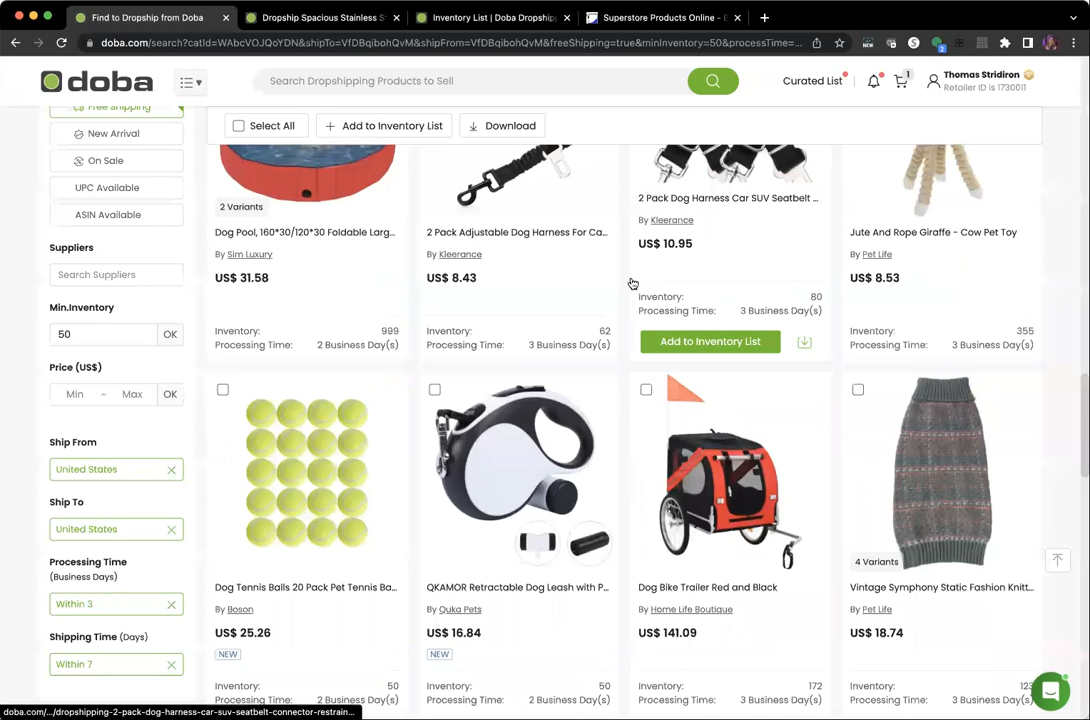 Find to Dropship from Doba
Dropship Spacious Stainless S
Inventory List | Doba Dropship
Superstore Products Online - E
doba.com/search?catId=WAbcVOJQoYDN&shipTo=VfDBqibohQvM&shipFrom=VfDBqibohQvM&freeShipping=true&minInventory=50&processTime=...
NEW
2
doba
Search Dropshipping Products to Sell
Curated List
1
Thomas Stridiron
Retailer ID is 1730011
Free Shipping
New Arrival
On Sale
UPC Available
ASIN Available
Suppliers
Search Suppliers
Min.Inventory
50 OK
Price (US$)
Min ~ Max OK
Ship From
United States
Ship To
United States
Processing Time
(Business Days)
Within 3
Shipping Time (Days)
Within 7
Select All
Add to Inventory List
Download
2 Variants
Dog Pool, 160*30/120*30 Foldable Larg...
By Sim Luxury
US$ 31.58
Inventory: 999
Processing Time: 2 Business Day(s)
2 Pack Adjustable Dog Harness For Ca...
By Kleerance
US$ 8.43
Inventory: 62
Processing Time: 3 Business Day(s)
2 Pack Dog Harness Car SUV Seatbelt ...
By Kleerance
US$ 10.95
Inventory: 80
Processing Time: 3 Business Day(s)
Add to Inventory List
Jute And Rope Giraffe - Cow Pet Toy
By Pet Life
US$ 8.53
Inventory: 355
Processing Time: 3 Business Day(s)
Dog Tennis Balls 20 Pack Pet Tennis Ba...
By Boson
US$ 25.26
NEW
Inventory: 50
Processing Time: 2 Business Day(s)
QKAMOR Retractable Dog Leash with P...
By Ouka Pets
US$ 16.84
NEW
Inventory: 50
Processing Time: 2 Business Day(s)
Dog Bike Trailer Red and Black
By Home Life Boutique
US$ 141.09
Inventory: 172
Processing Time: 3 Business Day(s)
4 Variants
Vintage Symphony Static Fashion Knitt...
By Pet Life
US$ 18.74
Inventory: 123
Processing Time: 3 Business Day(s)
doba.com/.../dropshipping-2-pack-dog-harness-car-suv-seatbelt-connector-restrain...